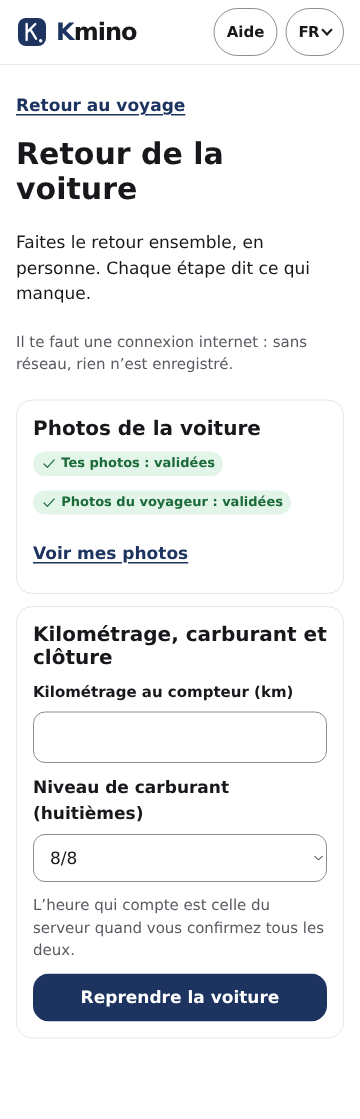 K. Kmino
Aide
FR
Retour au voyage
Retour de la
voiture
Faites le retour ensemble, en
personne. Chaque étape dit ce qui
manque.
Il te faut une connexion internet : sans
réseau, rien n’est enregistré.
Photos de la voiture
Tes photos : validées
Photos du voyageur : validées
Voir mes photos
Kilométrage, carburant et
clôture
Kilométrage au compteur (km)
Niveau de carburant
(huitièmes)
8/8
L’heure qui compte est celle du
serveur quand vous confirmez tous les
deux.
Reprendre la voiture